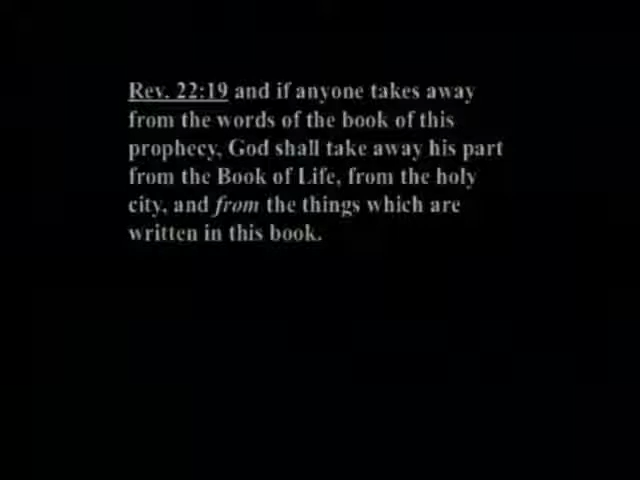 Rev. 22:19 and if anyone takes away
from the words of the book of this
prophecy, God shall take away his part
from the Book of Life, from the holy
city, and from the things which are
written in this book.